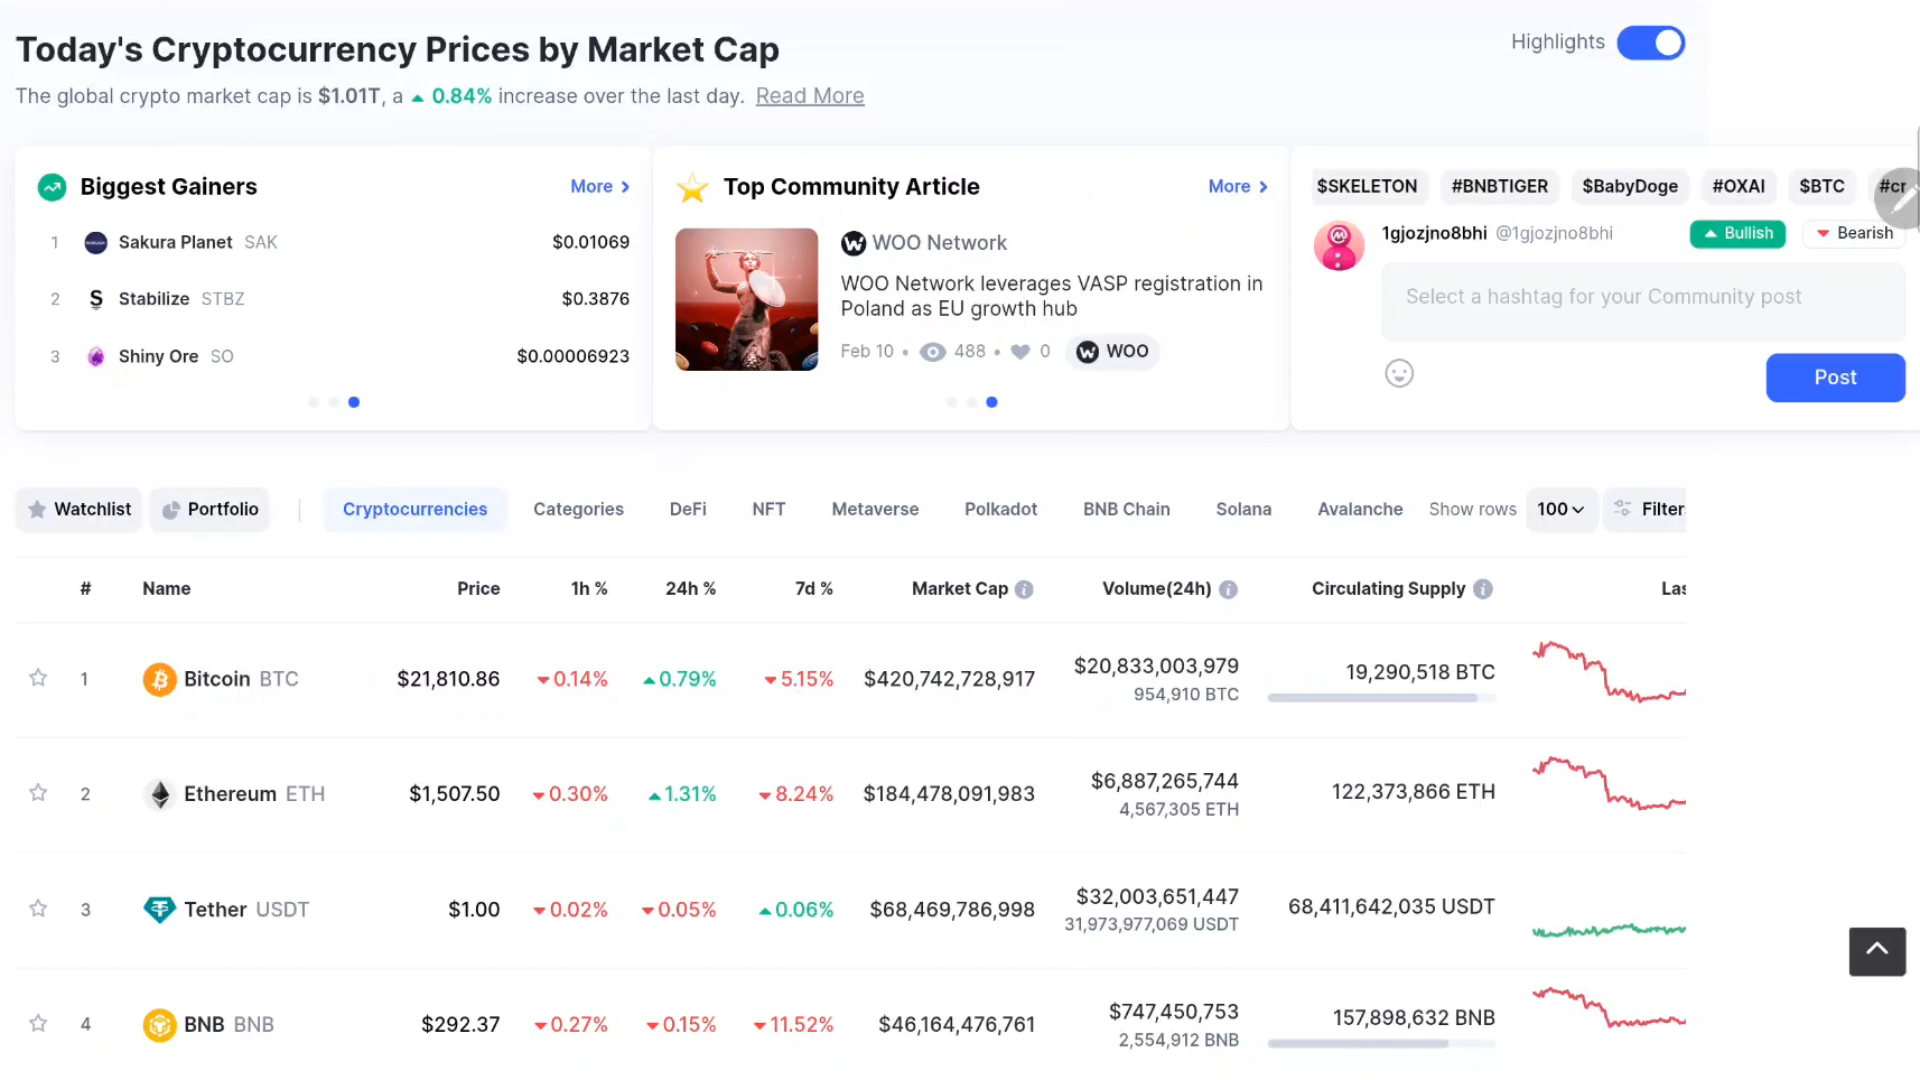 Today's Cryptocurrency Prices by Market Cap
Highlights
The global crypto market cap is $1.01T, a 0.84% increase over the last day. Read More
Biggest Gainers
More
1 Sakura Planet SAK $0.01069
2 Stabilize STBZ $0.3876
3 Shiny Ore SO $0.00006923
Top Community Article
More
WOO Network
WOO Network leverages VASP registration in
Poland as EU growth hub
Feb 10 • 488 • 0 WOO
$SKELETON #BNBTIGER $BabyDoge #OXAI $BTC #cr
1gjozjno8bhi @1gjozjno8bhi Bullish Bearish
Select a hashtag for your Community post
Post
Watchlist Portfolio Cryptocurrencies Categories DeFi NFT Metaverse Polkadot BNB Chain Solana Avalanche Show rows 100 Filter
# Name Price 1h % 24h % 7d % Market Cap Volume(24h) Circulating Supply Las
1 Bitcoin BTC $21,810.86 0.14% 0.79% 5.15% $420,742,728,917 $20,833,003,979 19,290,518 BTC
954,910 BTC
2 Ethereum ETH $1,507.50 0.30% 1.31% 8.24% $184,478,091,983 $6,887,265,744 122,373,866 ETH
4,567,305 ETH
3 Tether USDT $1.00 0.02% 0.05% 0.06% $68,469,786,998 $32,003,651,447 68,411,642,035 USDT
31,973,977,069 USDT
4 BNB BNB $292.37 0.27% 0.15% 11.52% $46,164,476,761 $747,450,753 157,898,632 BNB
2,554,912 BNB